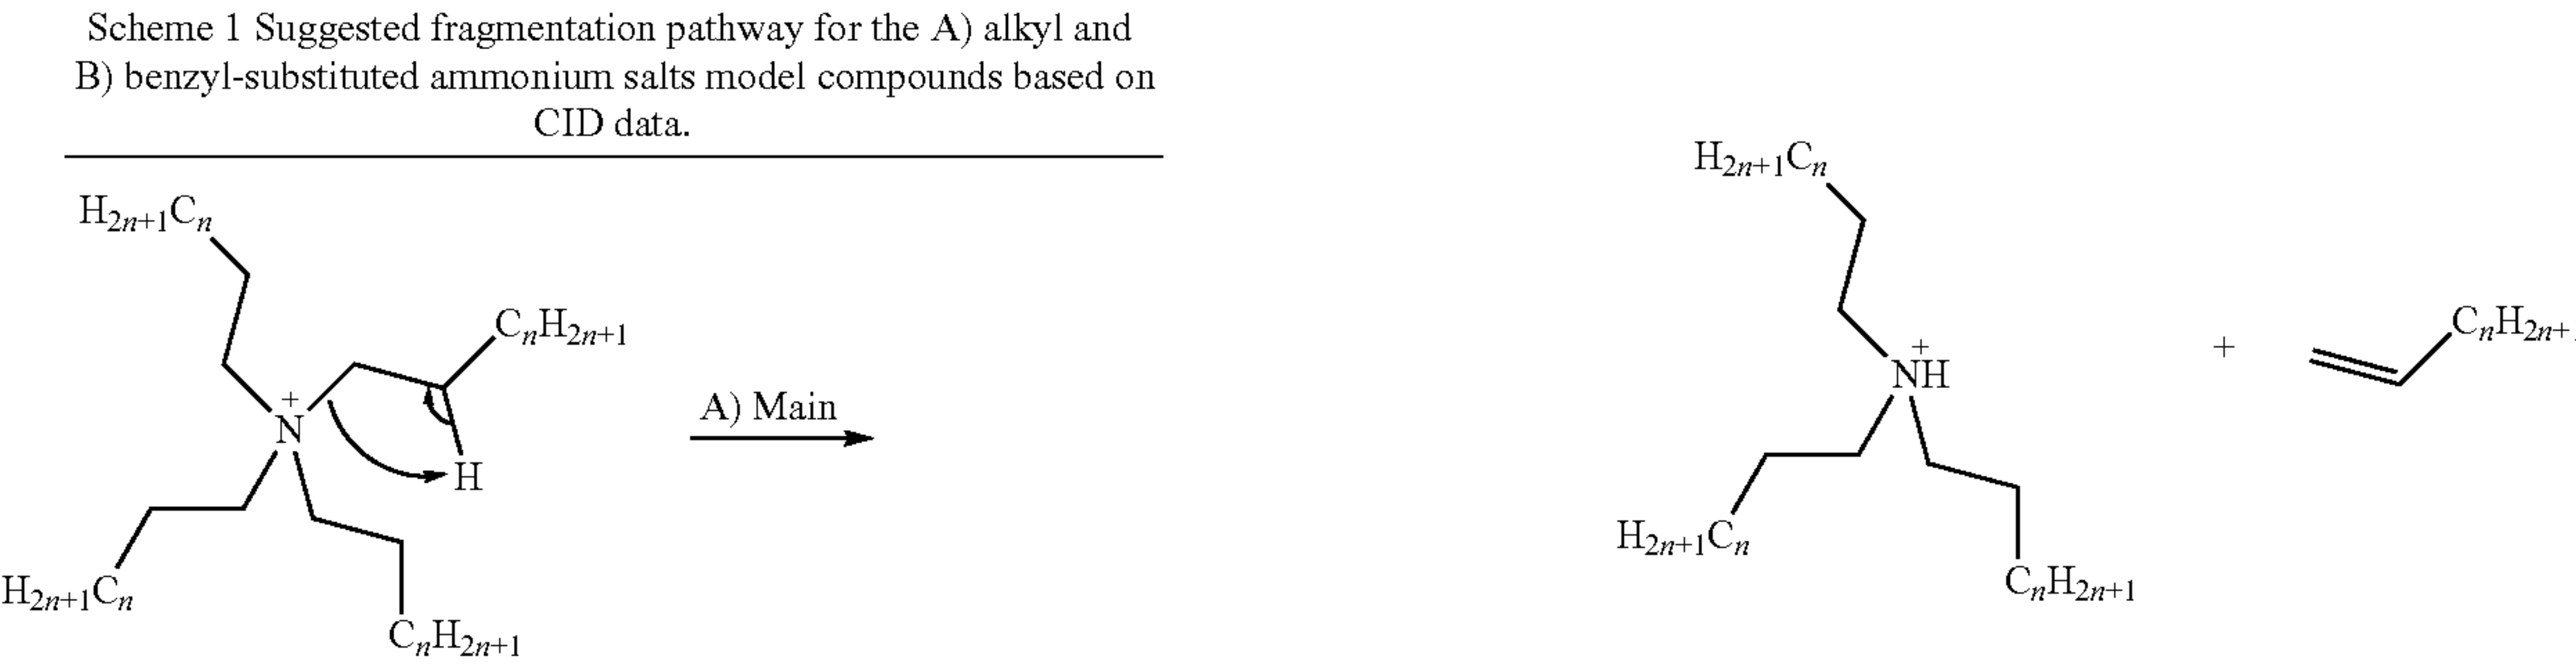 Scheme 1 Suggested fragmentation pathway for the A) alkyl and
B) benzyl-substituted ammonium salts model compounds based on
CID data.
H2n+1Cn
CnH2n+1
N+
H
H2n+1Cn
CnH2n+1
A) Main
H2n+1Cn
+
NH
H2n+1Cn
CnH2n+1
+
CnH2n+